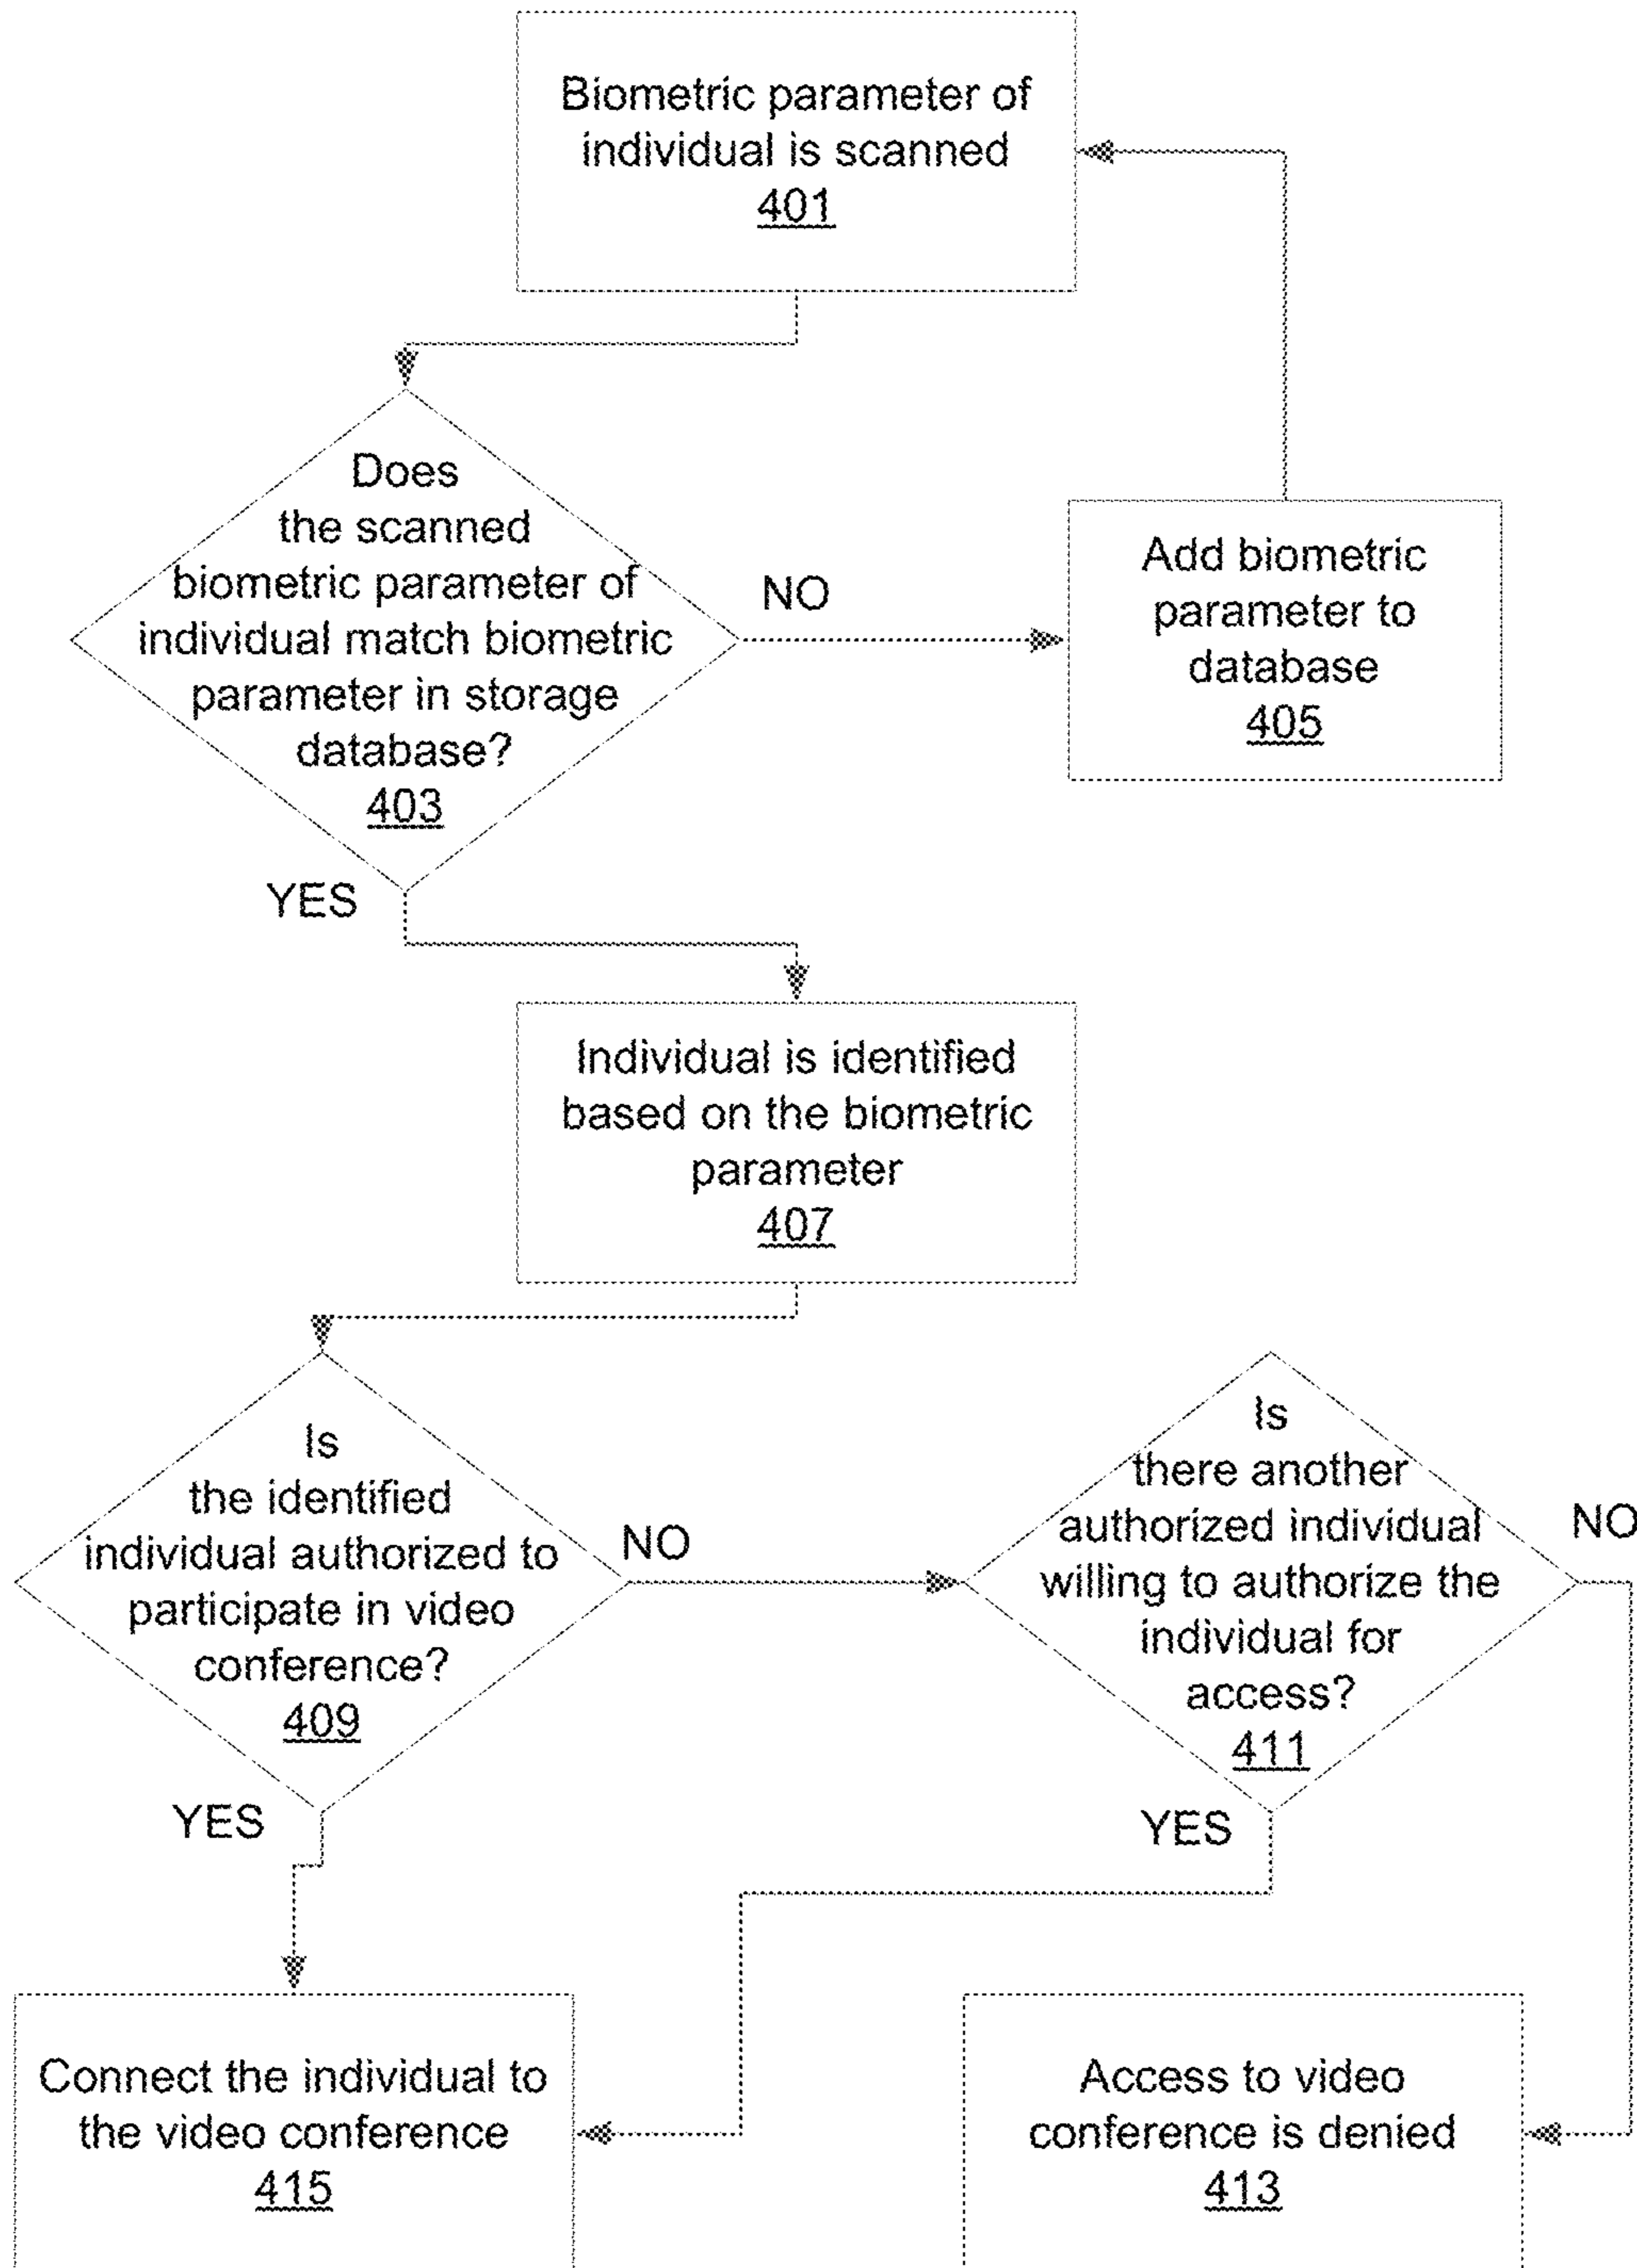 Biometric parameter of
individual is scanned
401
Does
the scanned
biometric parameter of
individual match biometric
parameter in storage
database?
403
NO
Add biometric
parameter to
database
405
YES
Individual is identified
based on the biometric
parameter
407
Is
the identified
individual authorized to
participate in video
conference?
409
NO
Is
there another
authorized individual
willing to authorize the
individual for
access?
411
NO
YES
YES
Connect the individual to
the video conference
415
Access to video
conference is denied
413